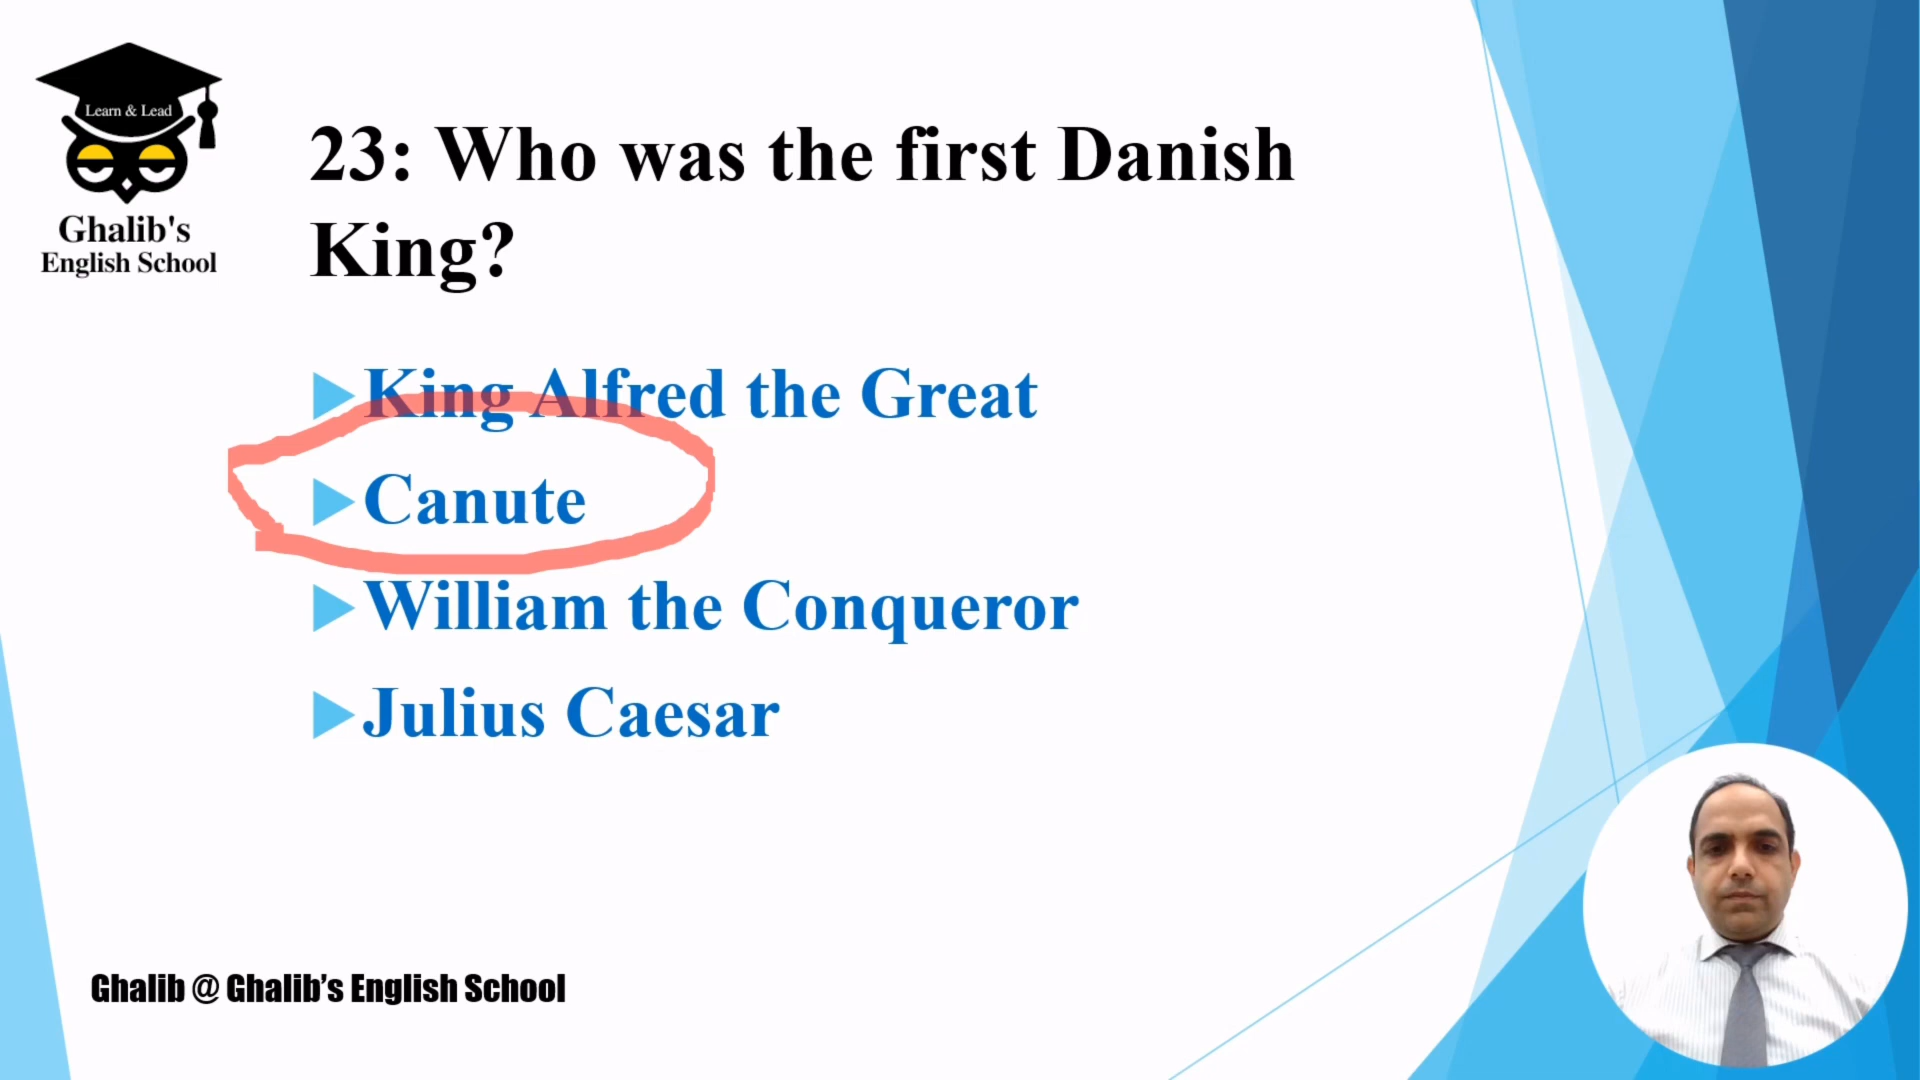 Learn & Lead
Ghalib's
English School
23: Who was the first Danish
King?
King Alfred the Great
Canute
William the Conqueror
Julius Caesar
Ghalib @ Ghalib’s English School